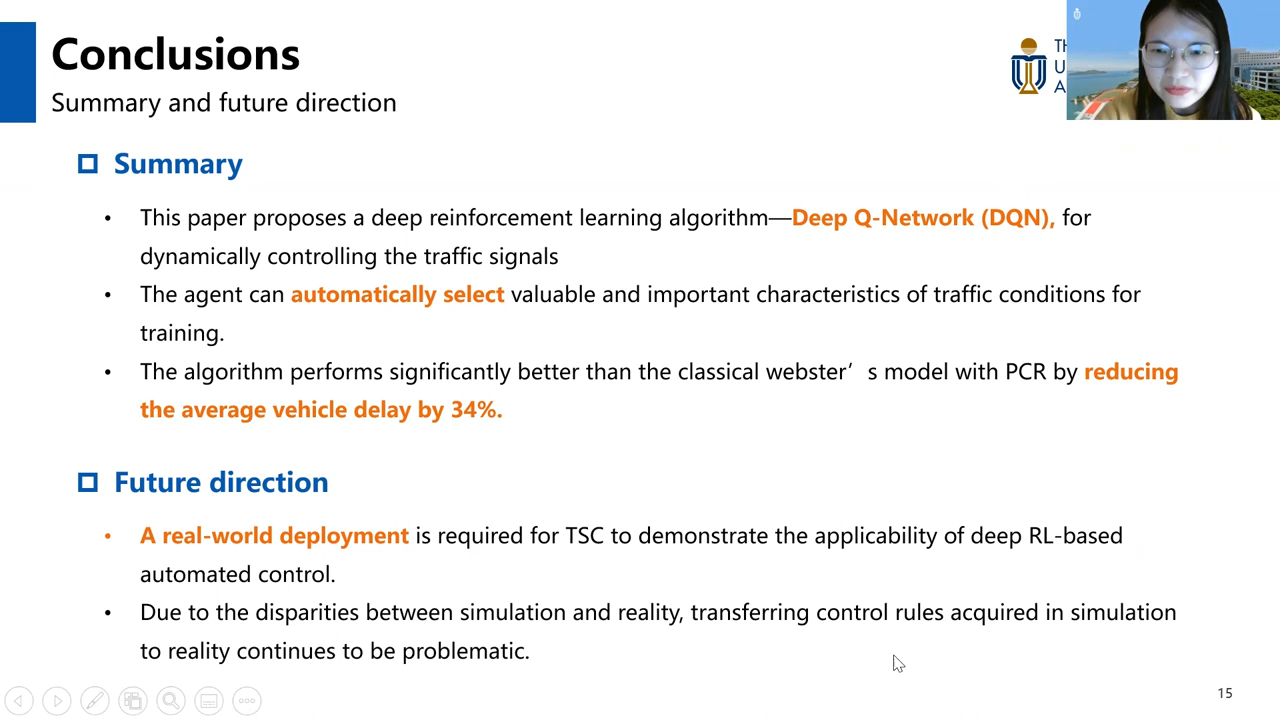 Conclusions
Summary and future direction
TH
U
A
Summary
• This paper proposes a deep reinforcement learning algorithm—Deep Q-Network (DQN), for
dynamically controlling the traffic signals
• The agent can automatically select valuable and important characteristics of traffic conditions for
training.
• The algorithm performs significantly better than the classical webster’s model with PCR by reducing
the average vehicle delay by 34%.
Future direction
• A real-world deployment is required for TSC to demonstrate the applicability of deep RL-based
automated control.
• Due to the disparities between simulation and reality, transferring control rules acquired in simulation
to reality continues to be problematic.
15